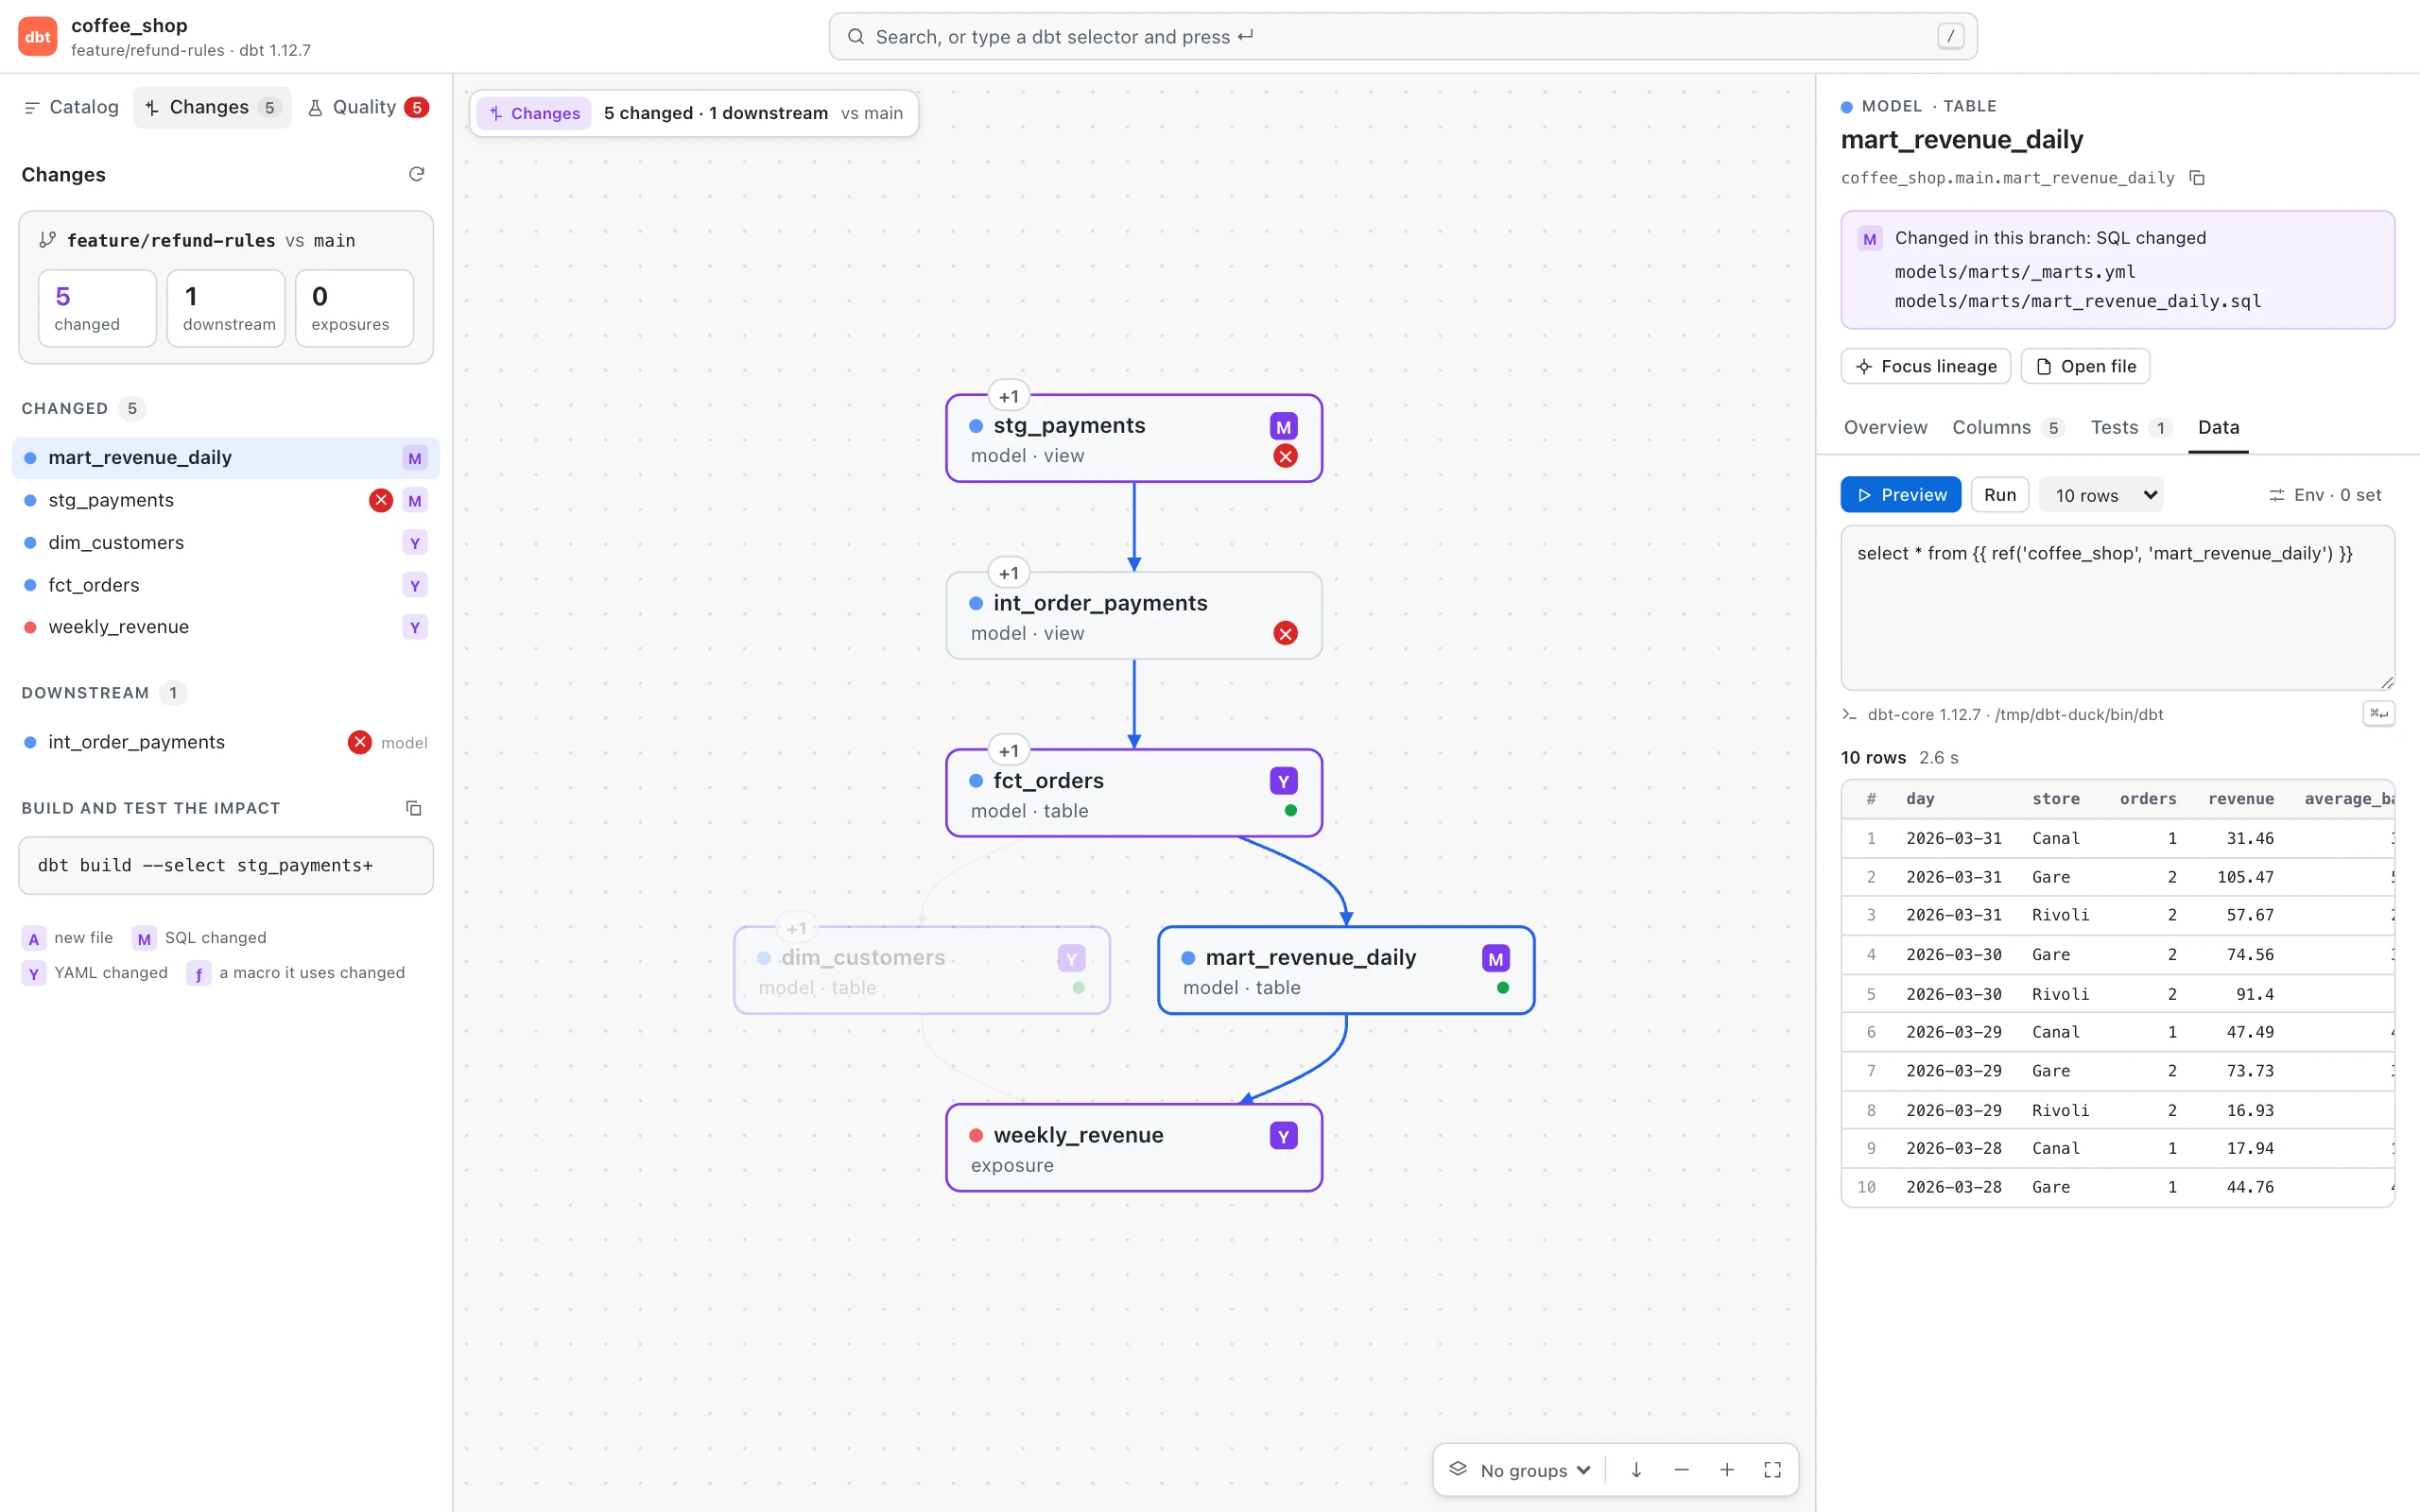 dbt
coffee_shop
feature/refund-rules · dbt 1.12.7
Search, or type a dbt selector and press ↵
/
Catalog
Changes 5
Quality 5
Changes
feature/refund-rules vs main
5 changed
1 downstream
0 exposures
CHANGED 5
mart_revenue_daily M
stg_payments M
dim_customers Y
fct_orders Y
weekly_revenue Y
DOWNSTREAM 1
int_order_payments model
BUILD AND TEST THE IMPACT
dbt build --select stg_payments+
A new file M SQL changed
Y YAML changed ƒ a macro it uses changed
Changes 5 changed · 1 downstream vs main
+1
stg_payments M
model · view
+1
int_order_payments
model · view
+1
fct_orders Y
model · table
+1
dim_customers Y
model · table
mart_revenue_daily M
model · table
weekly_revenue Y
exposure
No groups
MODEL · TABLE
mart_revenue_daily
coffee_shop.main.mart_revenue_daily
M Changed in this branch: SQL changed
models/marts/_marts.yml
models/marts/mart_revenue_daily.sql
Focus lineage
Open file
Overview Columns 5 Tests 1 Data
Preview Run 10 rows Env · 0 set
select * from {{ ref('coffee_shop', 'mart_revenue_daily') }}
dbt-core 1.12.7 · /tmp/dbt-duck/bin/dbt ⌘↵
10 rows 2.6 s
# day store orders revenue average_ba
1 2026-03-31 Canal 1 31.46
2 2026-03-31 Gare 2 105.47
3 2026-03-31 Rivoli 2 57.67
4 2026-03-30 Gare 2 74.56
5 2026-03-30 Rivoli 2 91.4
6 2026-03-29 Canal 1 47.49
7 2026-03-29 Gare 2 73.73
8 2026-03-29 Rivoli 2 16.93
9 2026-03-28 Canal 1 17.94
10 2026-03-28 Gare 1 44.76